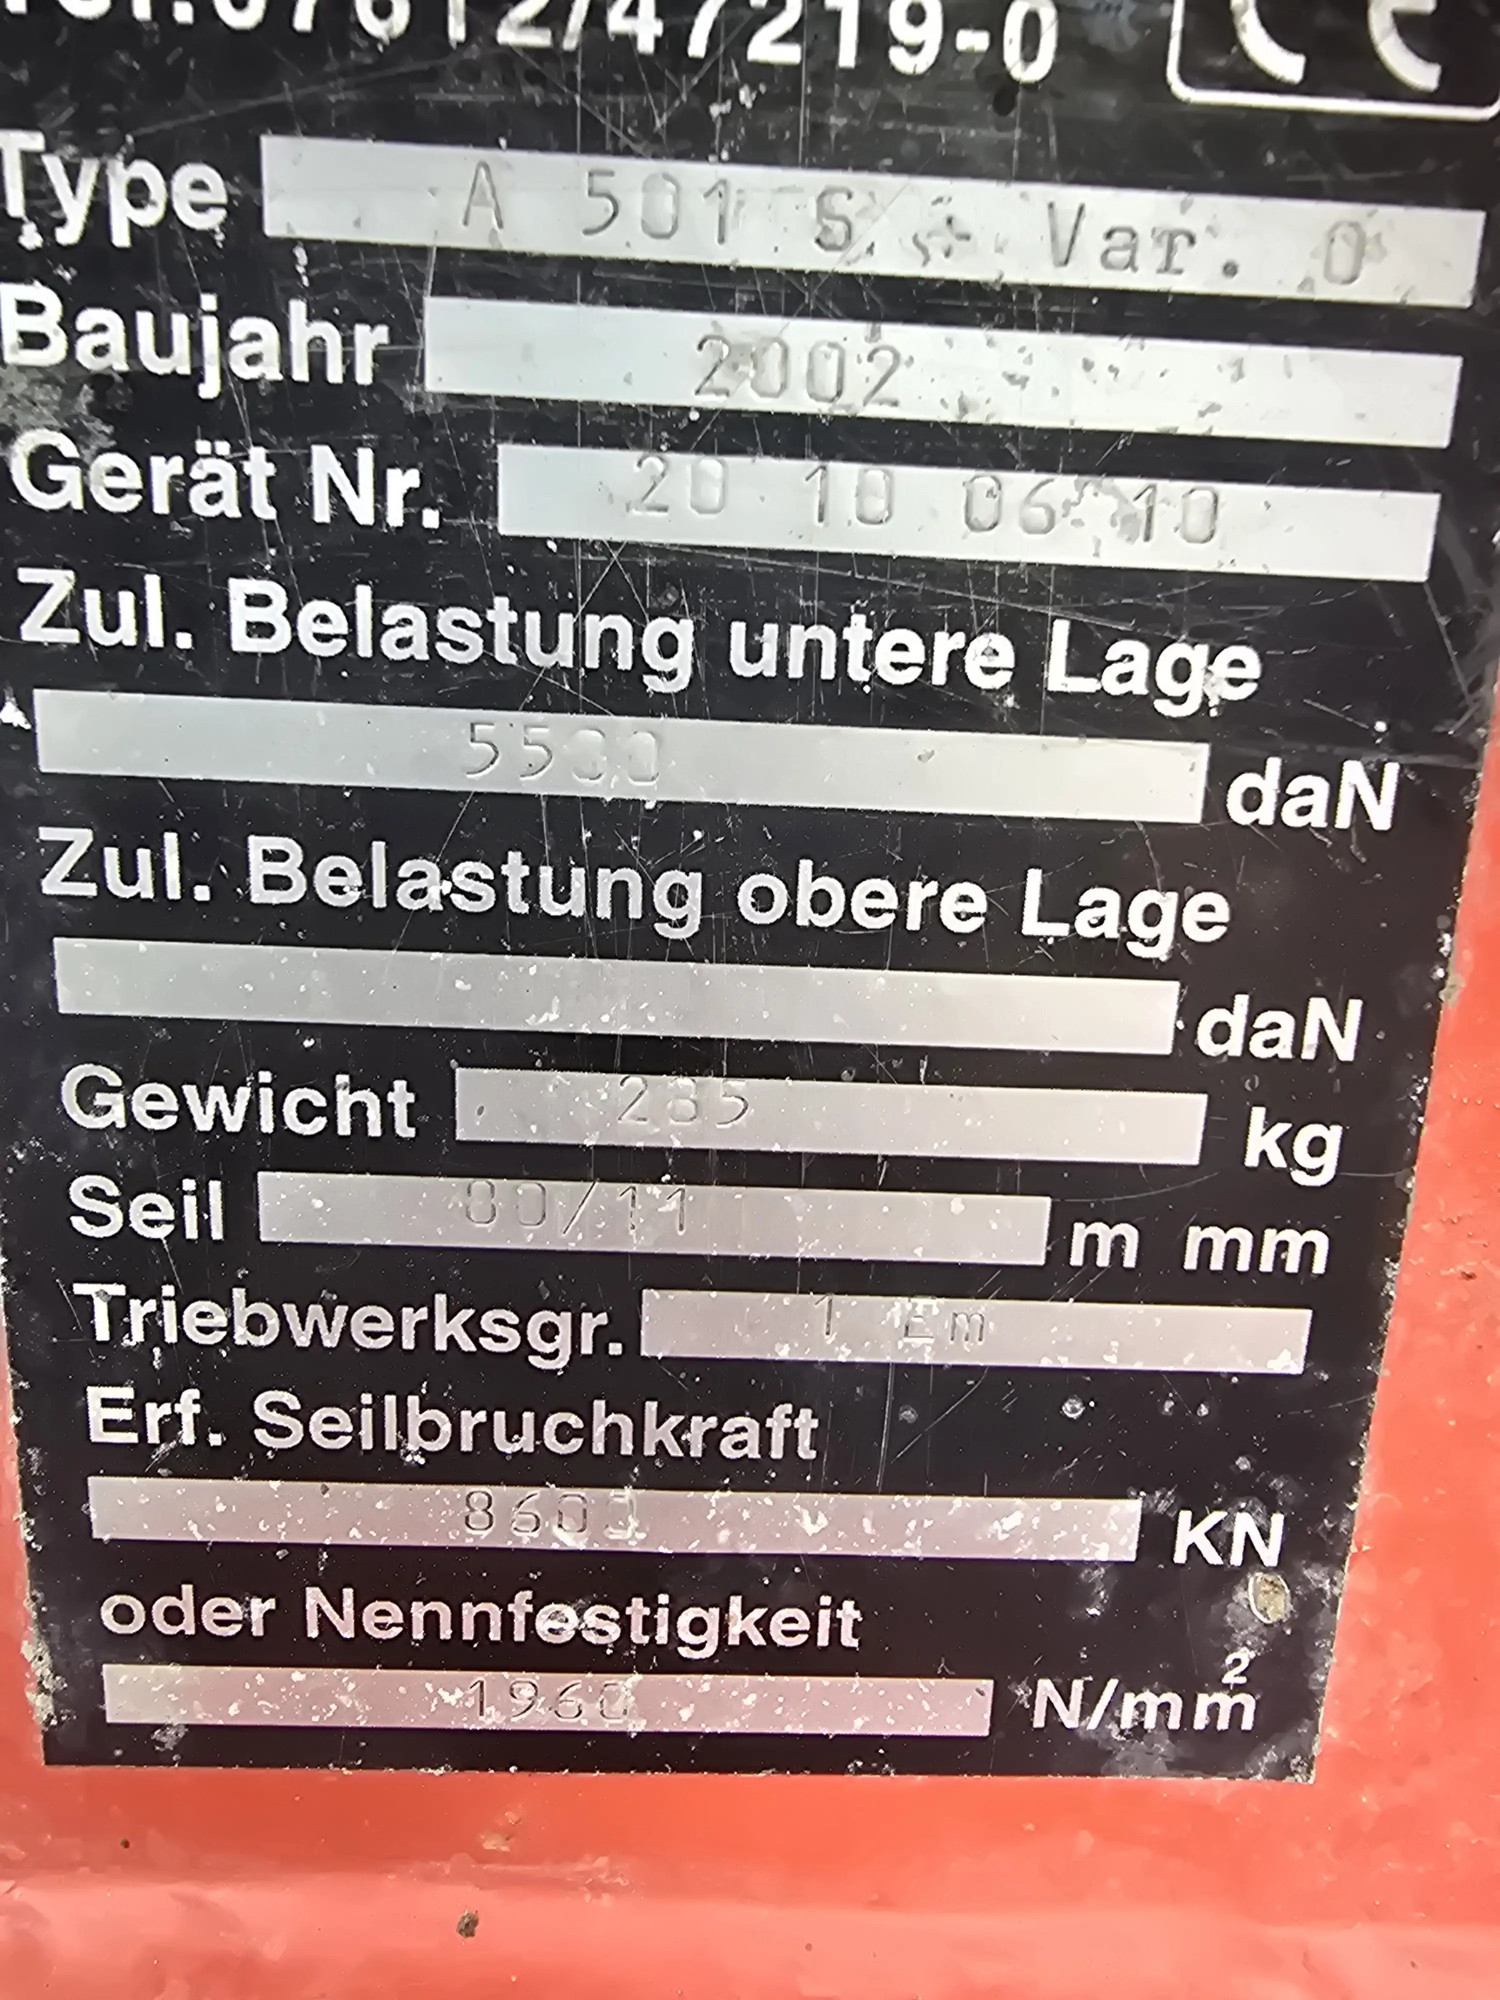 Tel.:07612/47219-0 CE
Type A 501 S - Var. 0
Baujahr 2002
Gerät Nr. 20 10 06 10
Zul. Belastung untere Lage
5500 daN
Zul. Belastung obere Lage
daN
Gewicht 285 kg
Seil 80/11 m mm
Triebwerksgr. 1 Em
Erf. Seilbruchkraft
8600 KN
oder Nennfestigkeit
1960 N/mm²